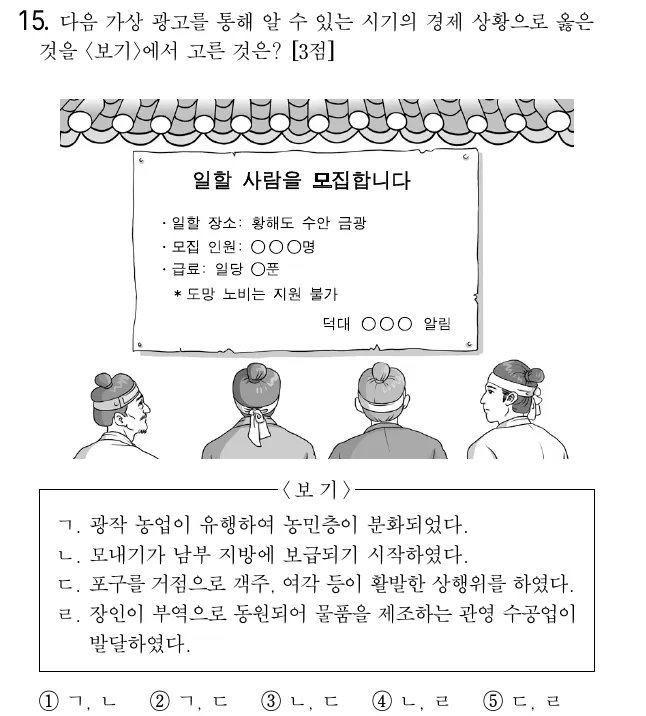 15. 다음 가상 광고를 통해 알 수 있는 시기의 경제 상황으로 옳은
것을 <보기>에서 고른 것은? [3점]
일할 사람을 모집합니다
· 일할 장소: 황해도 수안 금광
· 모집 인원: ○○○명
· 급료: 일당 ○푼
* 도망 노비는 지원 불가
덕대 ○○○ 알림
<보 기>
ㄱ. 광작 농업이 유행하여 농민층이 분화되었다.
ㄴ. 모내기가 남부 지방에 보급되기 시작하였다.
ㄷ. 포구를 거점으로 객주, 여각 등이 활발한 상행위를 하였다.
ㄹ. 장인이 부역으로 동원되어 물품을 제조하는 관영 수공업이
발달하였다.
① ㄱ, ㄴ ② ㄱ, ㄷ ③ ㄴ, ㄷ ④ ㄴ, ㄹ ⑤ ㄷ, ㄹ